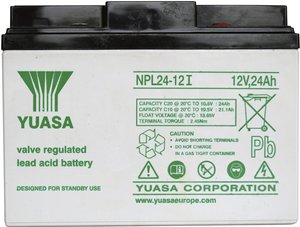 NPL24-12I 12V,24Ah
YUASA
CAPACITY C20 @ 20°C TO 10.5V : 24Ah
CAPACITY C10 @ 20°C TO 10.5V : 21.1Ah
FLOAT VOLTAGE @ 20°C : 13.65V
TERMINAL TORQUE : 2.45Nm
valve regulated
lead acid battery
CAUTION :
AVOID SHORTING TERMINALS
DO NOT CHARGE
IN A GAS TIGHT CONTAINER
Pb
DESIGNED FOR STANDBY USE
YUASA CORPORATION
www.yuasaeurope.com